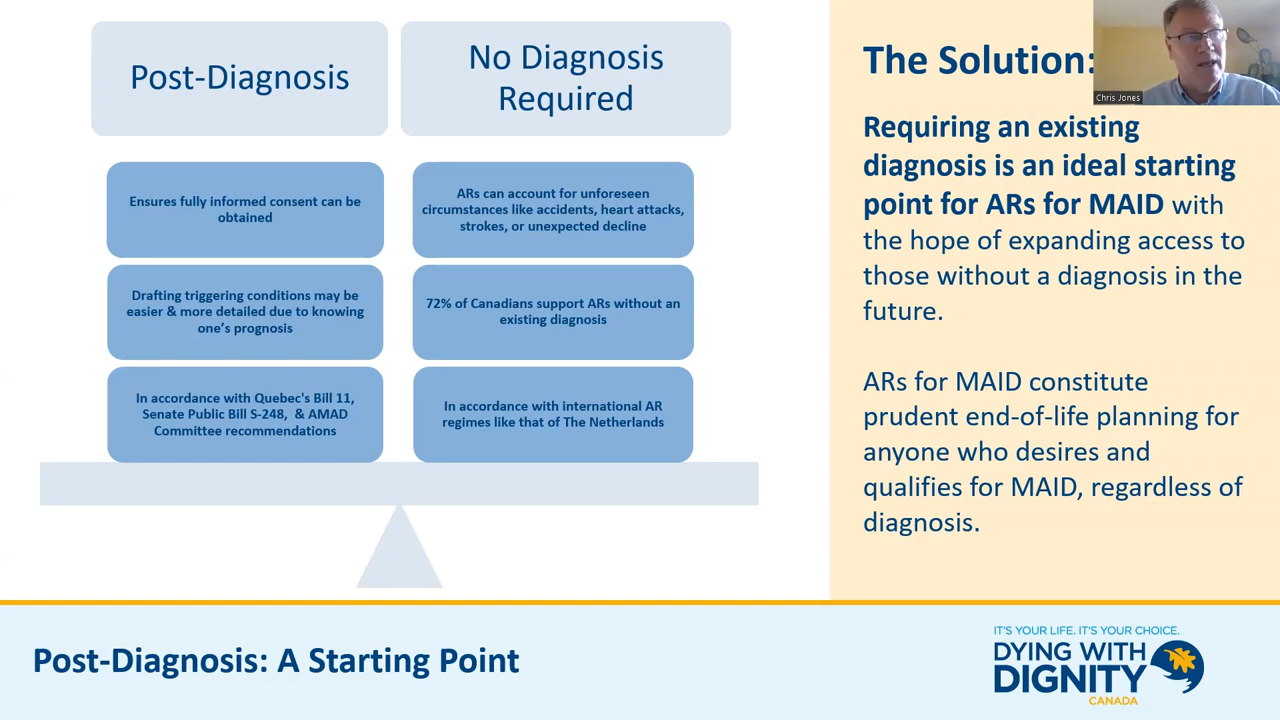 Post-Diagnosis
No Diagnosis
Required
Ensures fully informed consent can be
obtained
Drafting triggering conditions may be
easier & more detailed due to knowing
one's prognosis
In accordance with Quebec's Bill 11,
Senate Public Bill S-248,  & AMAD
Committee recommendations
ARs can account for unforeseen
circumstances like accidents, heart attacks,
strokes, or unexpected decline
72% of Canadians support ARs without an
existing diagnosis
In accordance with international AR
regimes like that of The Netherlands
The Solution:
Chris Jones
Requiring an existing
diagnosis is an ideal starting
point for ARs for MAID with
the hope of expanding access to
those without a diagnosis in the
future.
ARs for MAID constitute
prudent end-of-life planning for
anyone who desires and
qualifies for MAID, regardless of
diagnosis.
Post-Diagnosis: A Starting Point
IT'S YOUR LIFE. IT'S YOUR CHOICE.
DYING WITH
DIGNITY
CANADA